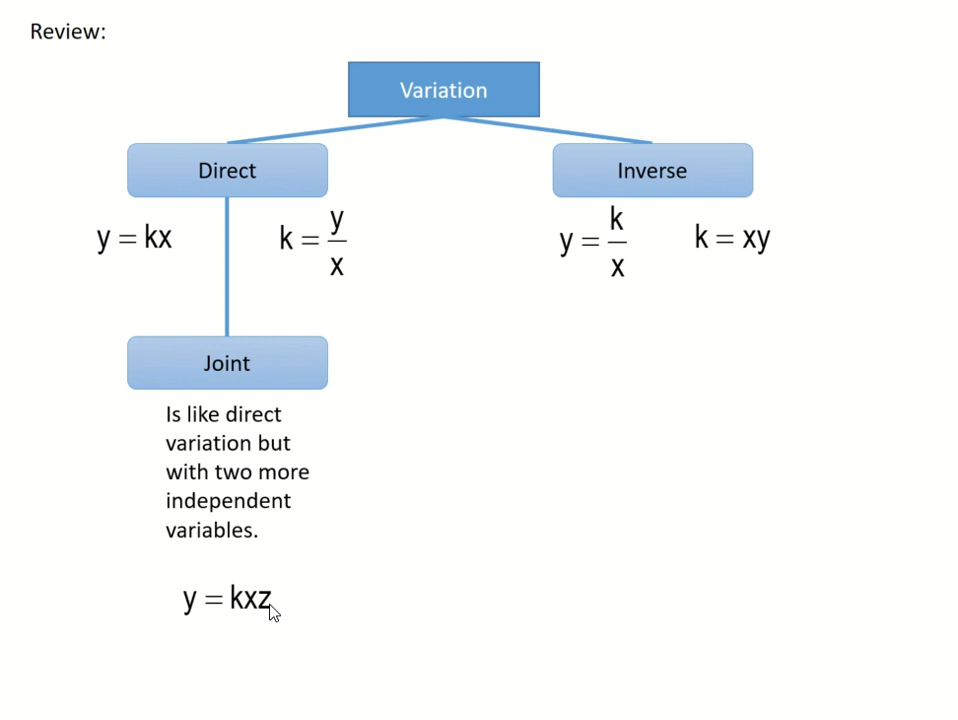 Review:
Variation
Direct
Inverse
y = kx
k = y/x
y = k/x
k = xy
Joint
Is like direct
variation but
with two more
independent
variables.
y = kxz